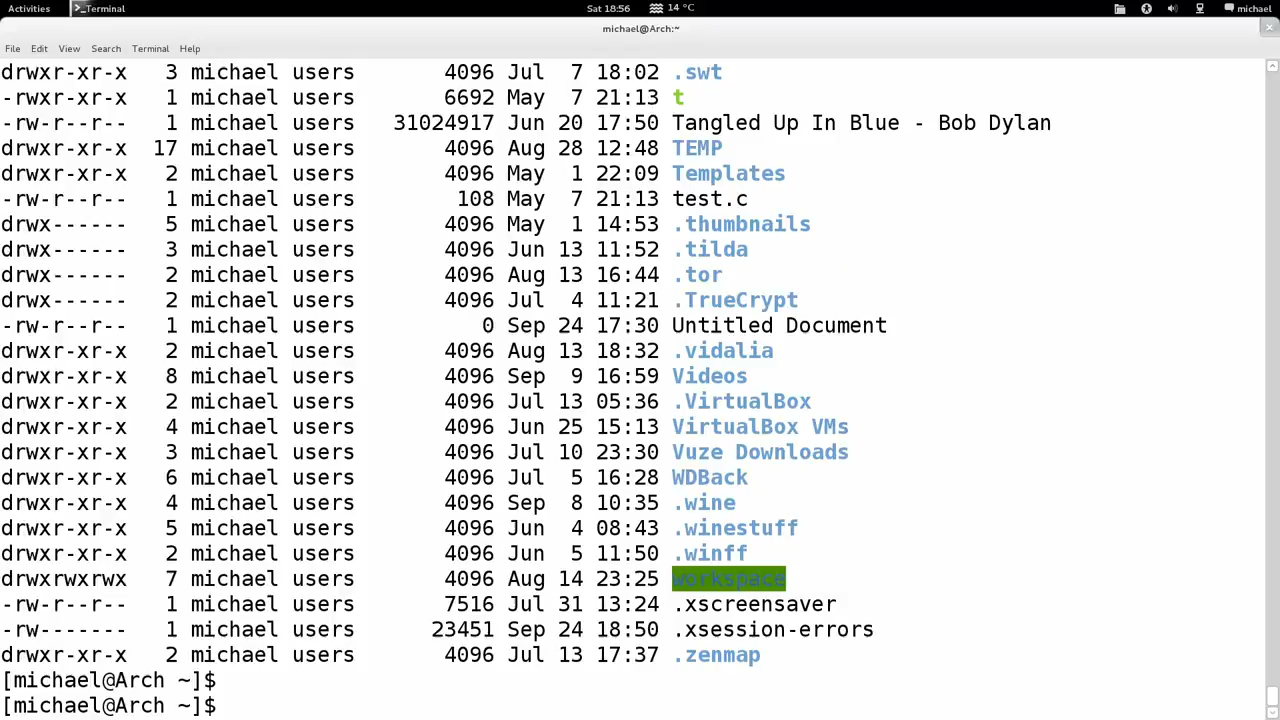 Activities Terminal Sat 18:56 14 °C michael
michael@Arch:~
File Edit View Search Terminal Help
drwxr-xr-x 3 michael users 4096 Jul 7 18:02 .swt
-rwxr-xr-x 1 michael users 6692 May 7 21:13 t
-rw-r--r-- 1 michael users 31024917 Jun 20 17:50 Tangled Up In Blue - Bob Dylan
drwxr-xr-x 17 michael users 4096 Aug 28 12:48 TEMP
drwxr-xr-x 2 michael users 4096 May 1 22:09 Templates
-rw-r--r-- 1 michael users 108 May 7 21:13 test.c
drwx------ 5 michael users 4096 May 1 14:53 .thumbnails
drwx------ 3 michael users 4096 Jun 13 11:52 .tilda
drwx------ 2 michael users 4096 Aug 13 16:44 .tor
drwx------ 2 michael users 4096 Jul 4 11:21 .TrueCrypt
-rw-r--r-- 1 michael users 0 Sep 24 17:30 Untitled Document
drwxr-xr-x 2 michael users 4096 Aug 13 18:32 .vidalia
drwxr-xr-x 8 michael users 4096 Sep 9 16:59 Videos
drwxr-xr-x 2 michael users 4096 Jul 13 05:36 .VirtualBox
drwxr-xr-x 4 michael users 4096 Jun 25 15:13 VirtualBox VMs
drwxr-xr-x 3 michael users 4096 Jul 10 23:30 Vuze Downloads
drwxr-xr-x 6 michael users 4096 Jul 5 16:28 WDBack
drwxr-xr-x 4 michael users 4096 Sep 8 10:35 .wine
drwxr-xr-x 5 michael users 4096 Jun 4 08:43 .winestuff
drwxr-xr-x 2 michael users 4096 Jun 5 11:50 .winff
drwxrwxrwx 7 michael users 4096 Aug 14 23:25 workspace
-rw-r--r-- 1 michael users 7516 Jul 31 13:24 .xscreensaver
-rw------- 1 michael users 23451 Sep 24 18:50 .xsession-errors
drwxr-xr-x 2 michael users 4096 Jul 13 17:37 .zenmap
[michael@Arch ~]$
[michael@Arch ~]$